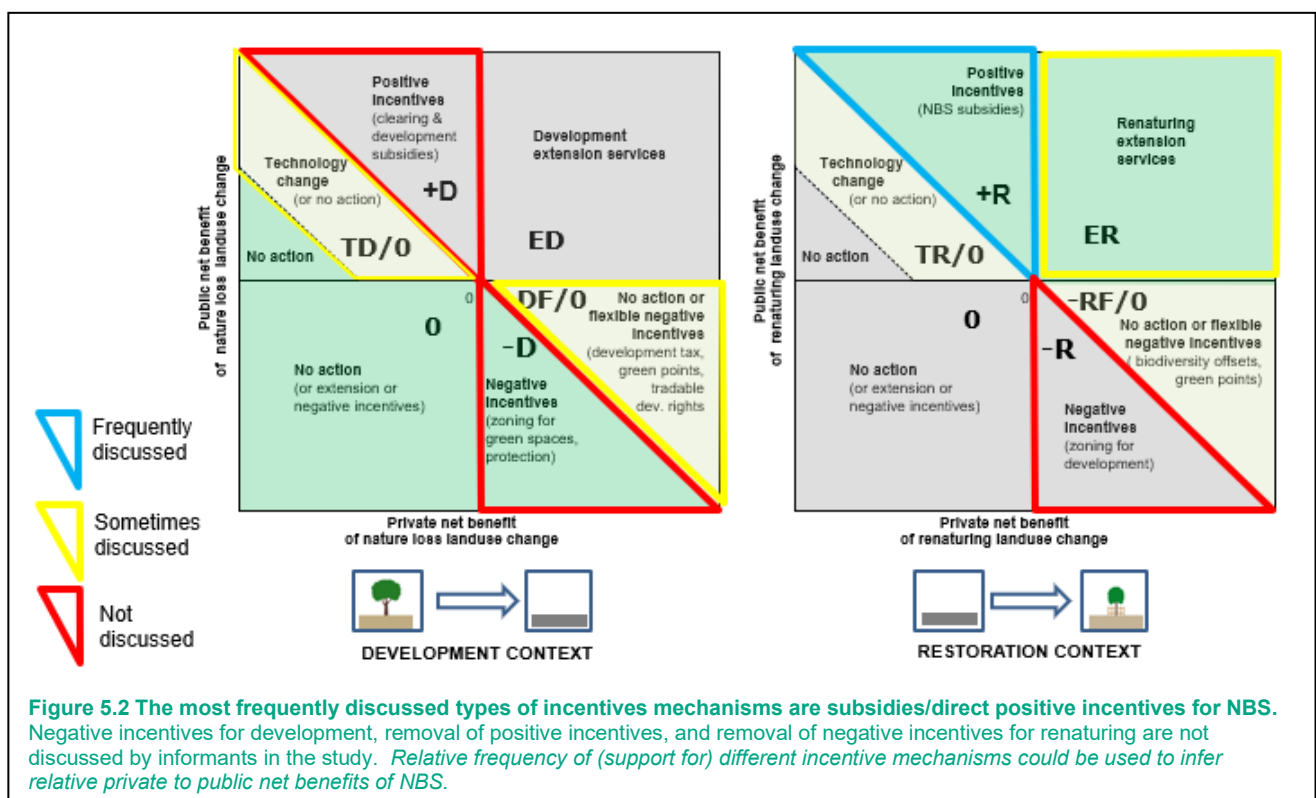 Public net benefit
of nature loss landuse change
Positive
Incentives
(clearing &
development
subsidies)
+D
Technology
change
(or no action)
TD/0
No action
Development
extension services
ED
0
0
No action
(or extension or
negative incentives)
-D
Negative
Incentives
(zoning for
green spaces,
protection)
DF/0
No action or
flexible negative
Incentives
(development tax,
green points,
tradable
dev. rights
Private net benefit
of nature loss landuse change
DEVELOPMENT CONTEXT
Public net benefit
of renaturing landuse change
Positive
Incentives
(NBS subsidies)
+R
Technology
change
(or no action)
TR/0
No action
Renaturing
extension
services
ER
0
0
No action
(or extension or
negative incentives)
-R
Negative
Incentives
(zoning for
development)
-RF/0
No action or flexible
negative Incentives
( biodiversity offsets,
green points)
Private net benefit
of renaturing landuse change
RESTORATION CONTEXT
Frequently
discussed
Sometimes
discussed
Not
discussed
Figure 5.2 The most frequently discussed types of incentives mechanisms are subsidies/direct positive incentives for NBS.
Negative incentives for development, removal of positive incentives, and removal of negative incentives for renaturing are not
discussed by informants in the study. Relative frequency of (support for) different incentive mechanisms could be used to infer
relative private to public net benefits of NBS.